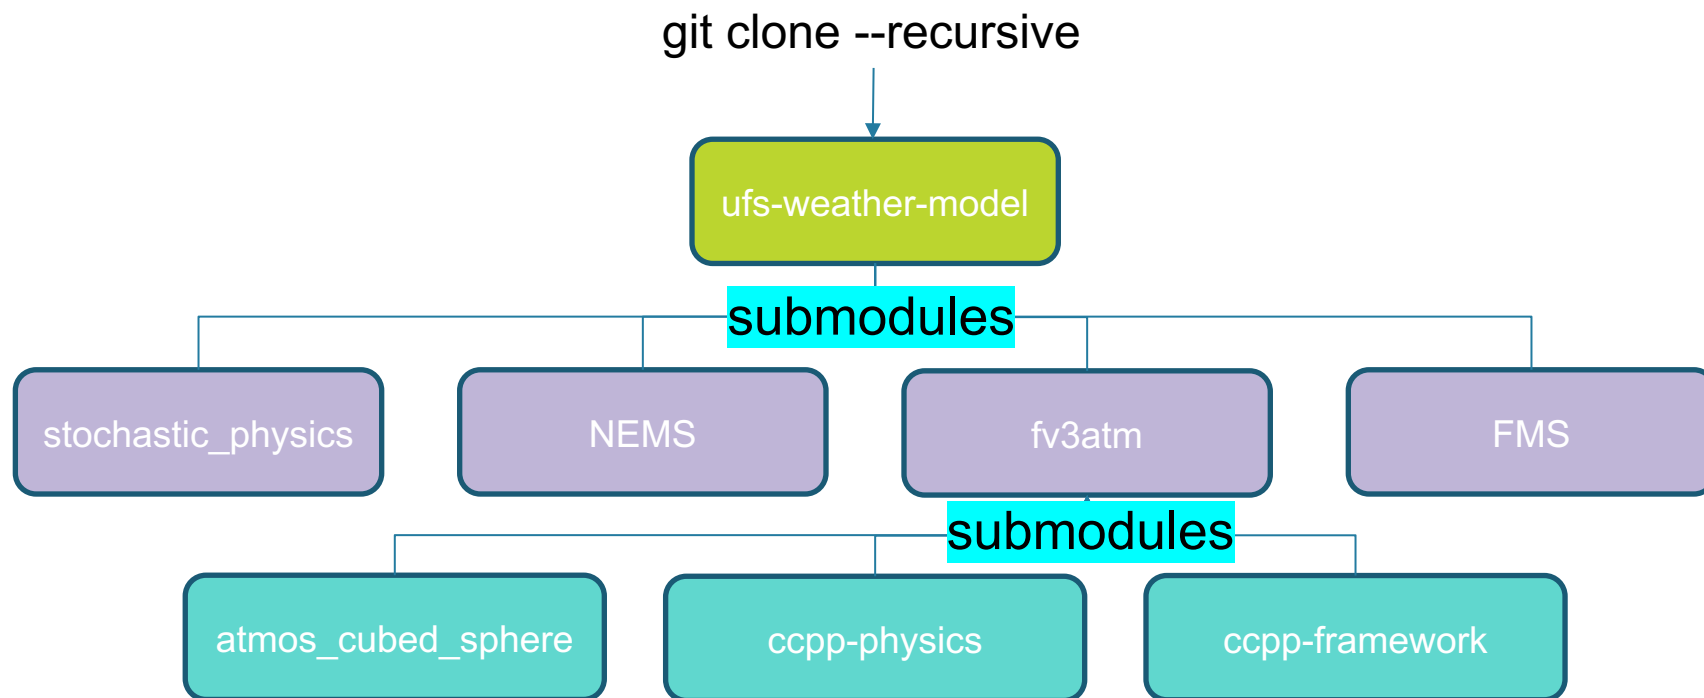 git clone --recursive
ufs-weather-model
submodules
stochastic_physics
NEMS
fv3atm
FMS
submodules
atmos_cubed_sphere
ccpp-physics
ccpp-framework